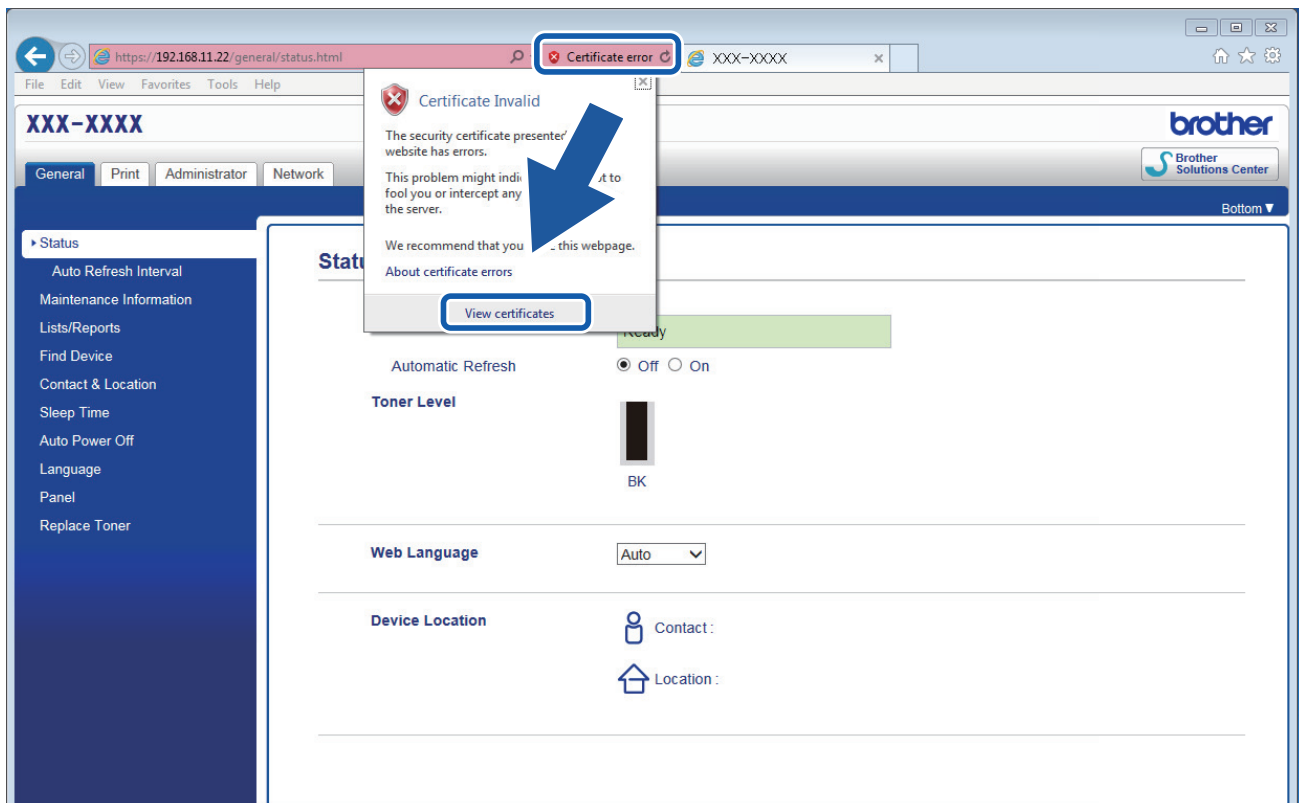 https://192.168.11.22/general/status.html
Certificate error
XXX-XXXX
File Edit View Favorites Tools Help
Certificate Invalid
The security certificate presented
website has errors.
This problem might to
fool you or intercept any
the server.
We recommend that you this webpage.
About certificate errors
View certificates
XXX-XXXX
brother
General Print Administrator Network
Brother
Solutions Center
Bottom▼
Status
Auto Refresh Interval
Maintenance Information
Lists/Reports
Find Device
Contact & Location
Sleep Time
Auto Power Off
Language
Panel
Replace Toner
Ready
Automatic Refresh Off On
Toner Level
BK
Web Language Auto
Device Location
Contact :
Location :